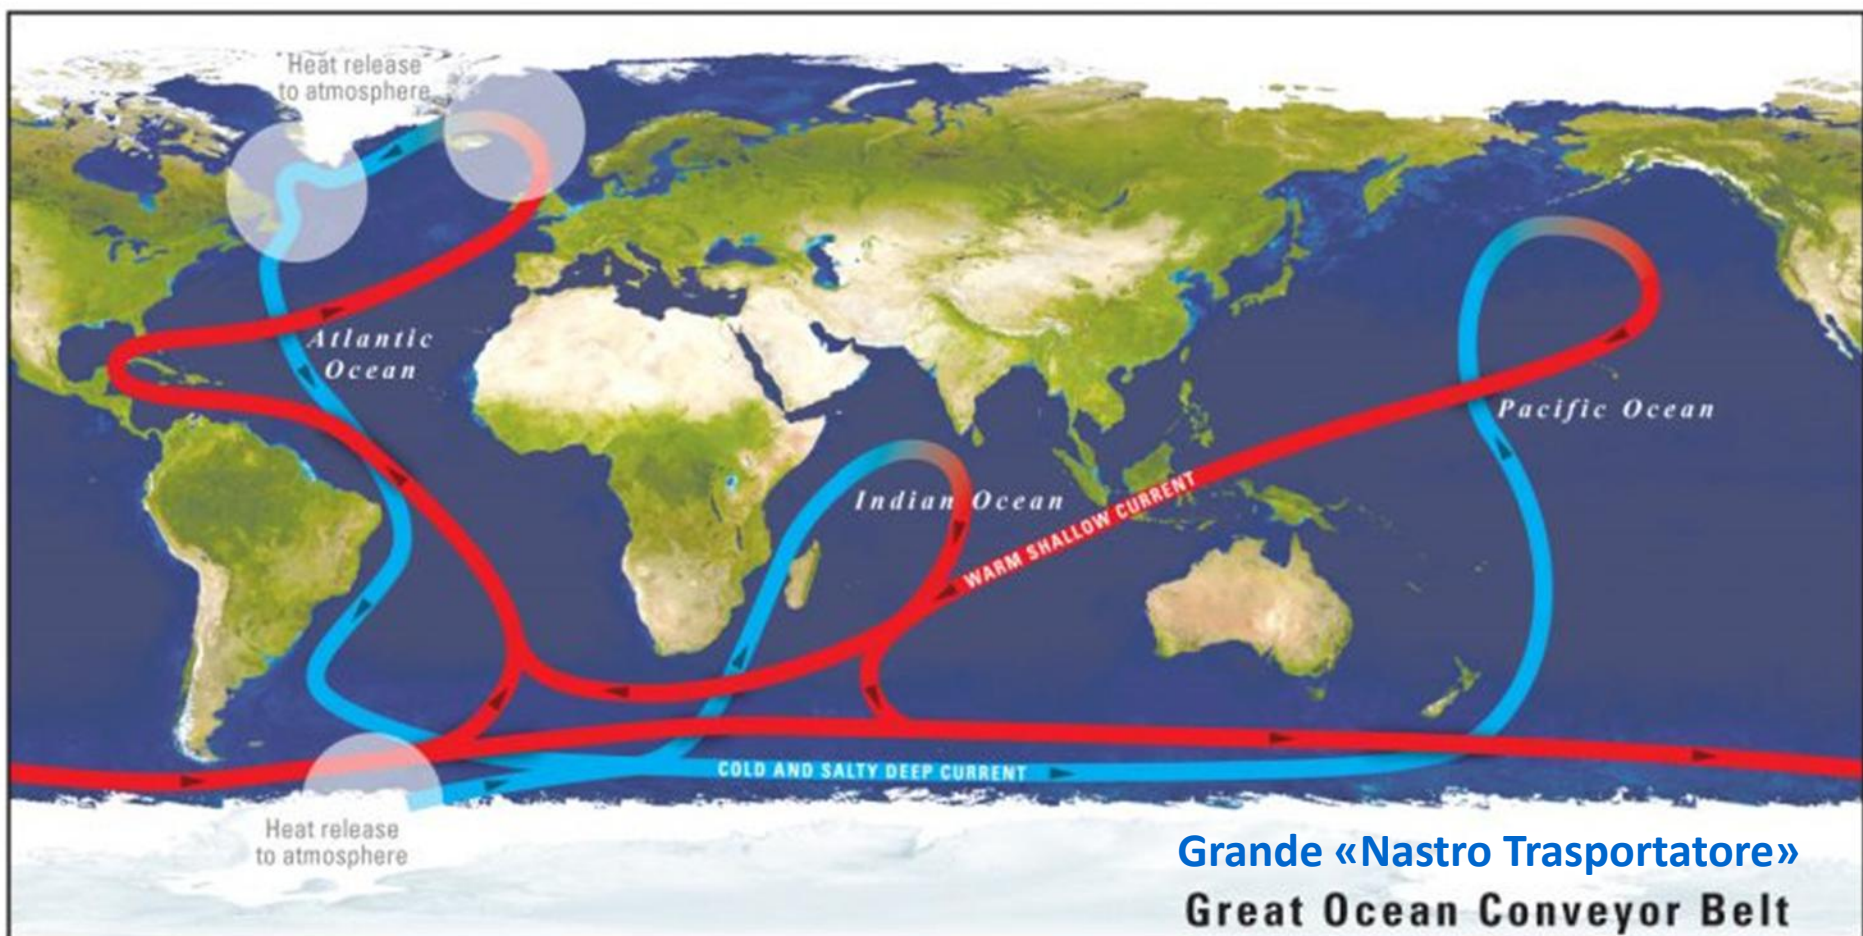 Heat release
to atmosphere
Atlantic
Ocean
Pacific Ocean
Indian Ocean
WARM SHALLOW CURRENT
COLD AND SALTY DEEP CURRENT
Heat release
to atmosphere
Grande «Nastro Trasportatore»
Great Ocean Conveyor Belt